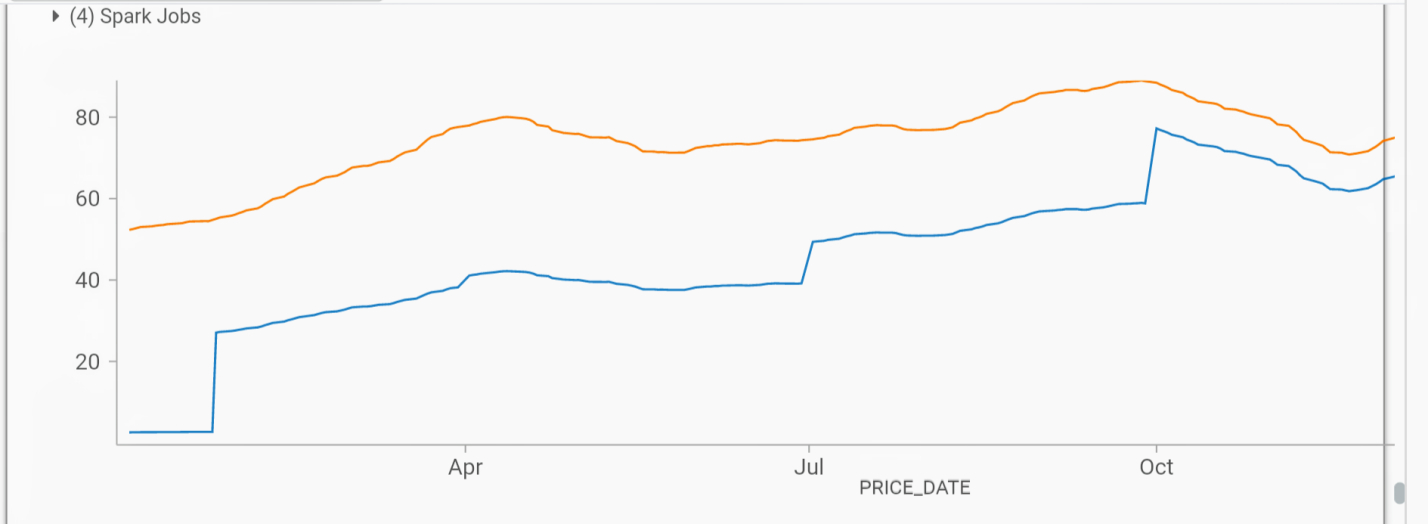 (4) Spark Jobs
80
60
40
20
Apr Jul Oct
PRICE_DATE